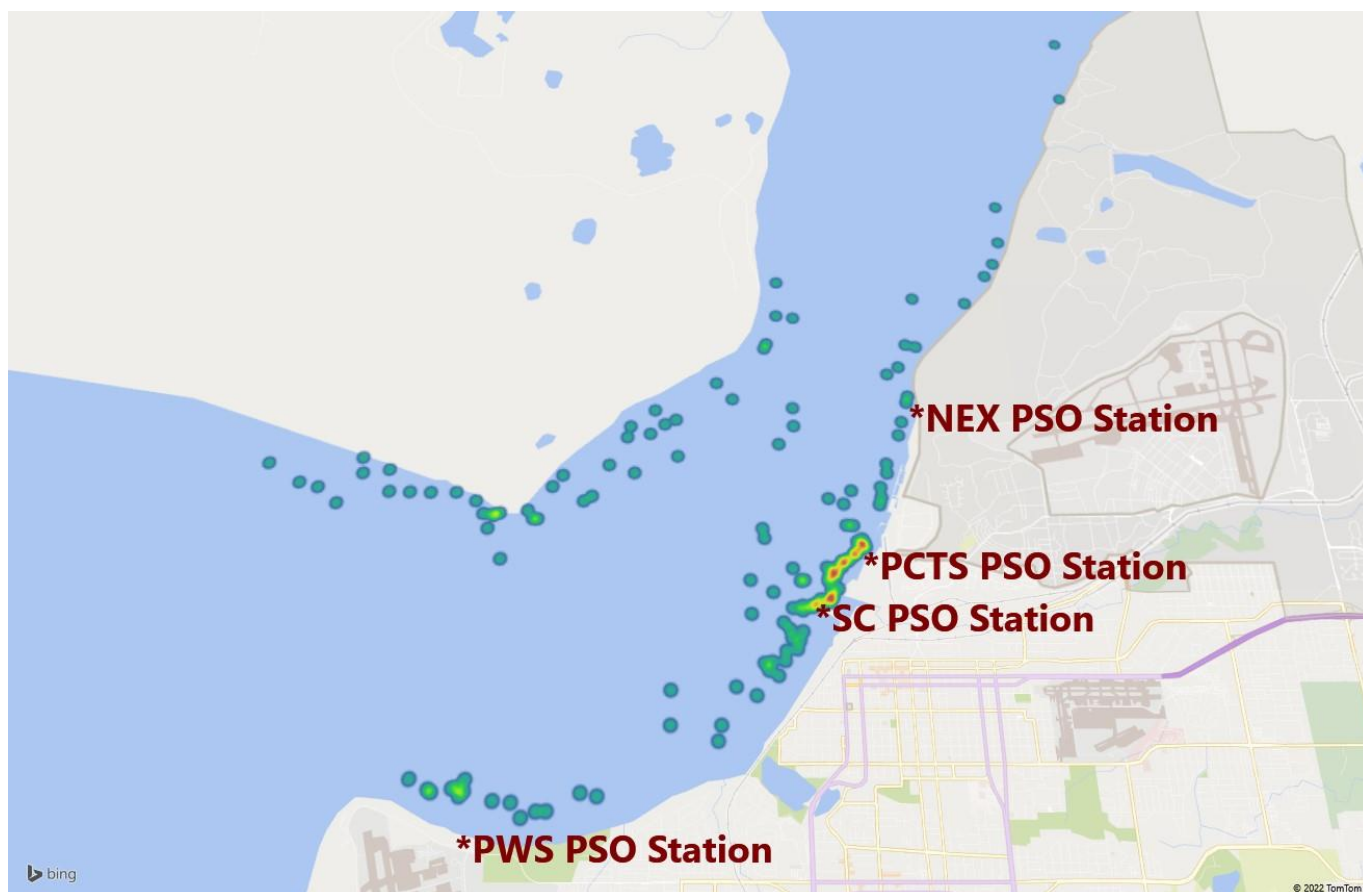 *NEX PSO Station
*PCTS PSO Station
*SC PSO Station
*PWS PSO Station
bing
© 2022 TomTom